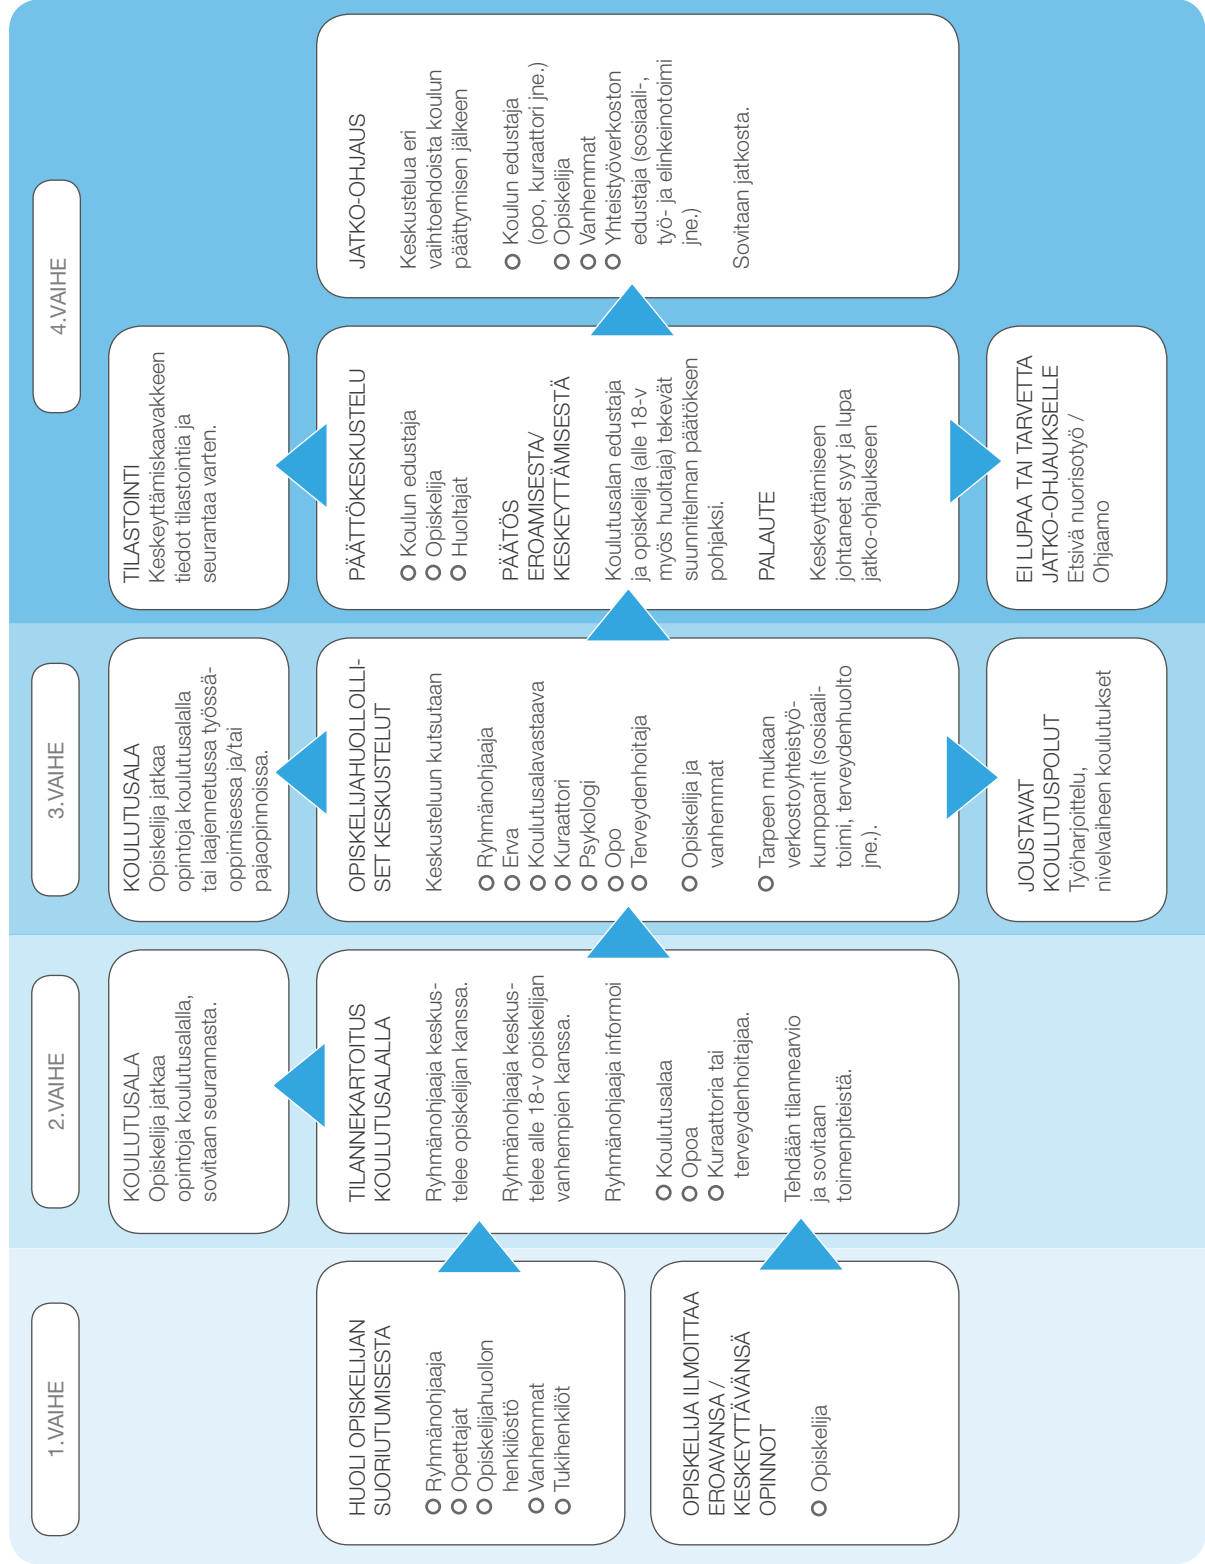 1.VAIHE
HUOLI OPISKELIJAN
SUORIUTUMISESTA
Ryhmänohjaaja
Opettajat
Opiskelijahuollon
henkilöstö
Vanhemmat
Tukihenkilöt
OPISKELIJA ILMOITTAA
EROAVANSA /
KESKEYTTÄVÄNSÄ
OPINNOT
Opiskelija
2.VAIHE
KOULUTUSALA
Opiskelija jatkaa
opintoja koulutusalalla,
sovitaan seurannasta.
TILANNEKARTOITUS
KOULUTUSALALLA
Ryhmänohjaaja keskus-
telee opiskelijan kanssa.
Ryhmänohjaaja keskus-
telee alle 18-v opiskelijan
vanhempien kanssa.
Ryhmänohjaaja informoi
Koulutusalaa
Opoa
Kuraattoria tai
terveydenhoitajaa.
Tehdään tilannearvio
ja sovitaan
toimenpiteistä.
3.VAIHE
KOULUTUSALA
Opiskelija jatkaa
opintoja koulutusalalla
tai laajennetussa työssä-
oppimisessa ja/tai
pajaopinnoissa.
OPISKELIJAHUOLLOLLI-
SET KESKUSTELUT
Keskusteluun kutsutaan
Ryhmänohjaaja
Erva
Koulutusalavastaava
Kuraattori
Psykologi
Opo
Terveydenhoitaja
Opiskelija ja
vanhemmat
Tarpeen mukaan
verkostoyhteistyö-
kumppanit (sosiaali-
toimi, terveydenhuolto
jne.).
JOUSTAVAT
KOULUTUSPOLUT
Työharjoittelu,
nivelvaiheen koulutukset
4.VAIHE
TILASTOINTI
Keskeyttämiskaavakkeen
tiedot tilastointia ja
seurantaa varten.
PÄÄTTÖKESKUSTELU
Koulun edustaja
Opiskelija
Huoltajat
PÄÄTÖS
EROAMISESTA/
KESKEYTTÄMISESTÄ
Koulutusalan edustaja
ja opiskelija (alle 18-v
myös huoltaja) tekevät
suunnitelman päätöksen
pohjaksi.
PALAUTE
Keskeyttämiseen
johtaneet syyt ja lupa
jatko-ohjaukseen
EI LUPAA TAI TARVETTA
JATKO-OHJAUKSELLE
Etsivä nuorisotyö /
Ohjaamo
JATKO-OHJAUS
Keskustelua eri
vaihtoehdoista koulun
päättymisen jälkeen
Koulun edustaja
(opo, kuraattori jne.)
Opiskelija
Vanhemmat
Yhteistyöverkoston
edustaja (sosiaali-,
työ- ja elinkeinotoimi
jne.)
Sovitaan jatkosta.